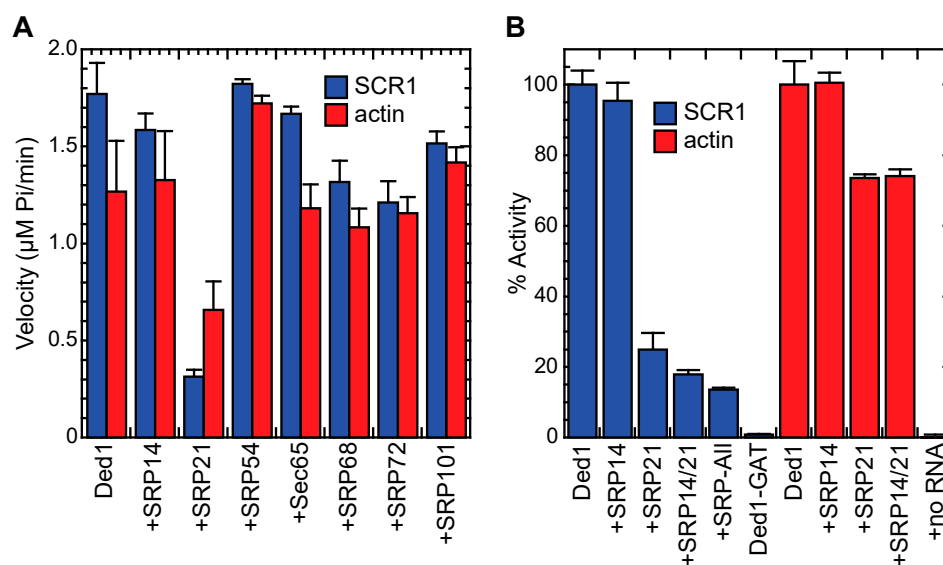 A
Velocity (µM Pi/min)
2.0
1.5
1.0
0.5
0
SCR1
actin
Ded1
+SRP14
+SRP21
+SRP54
+Sec65
+SRP68
+SRP72
+SRP101
B
% Activity
100
80
60
40
20
0
SCR1
actin
Ded1
+SRP14
+SRP21
+SRP14/21
+SRP-All
Ded1-GAT
Ded1
+SRP14
+SRP21
+SRP14/21
+no RNA